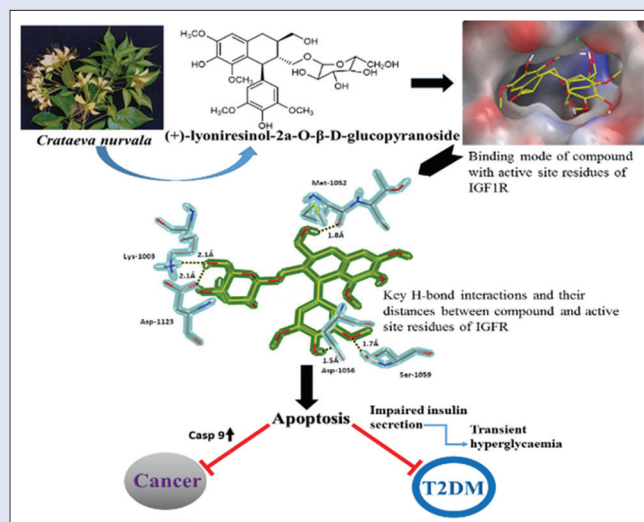 OCH₃
H₃CO
OH
HO
OCH₃
O
O
OH
HO
OH
OH
H₃CO
OCH₃
OH
Crataeva nurvala
(+)-lyoniresinol-2a-O-β-D-glucopyranoside
Binding mode of compound
with active site residues of
IGF1R
Met-1052
1.8Å
Lys-1003
2.1Å
2.1Å
Asp-1123
Key H-bond interactions and their
distances between compound and active
site residues of IGFR
1.7Å
1.5Å
Asp-1056
Ser-1059
Apoptosis
Impaired insulin
secretion
Casp 9
Transient
hyperglycaemia
Cancer
T2DM